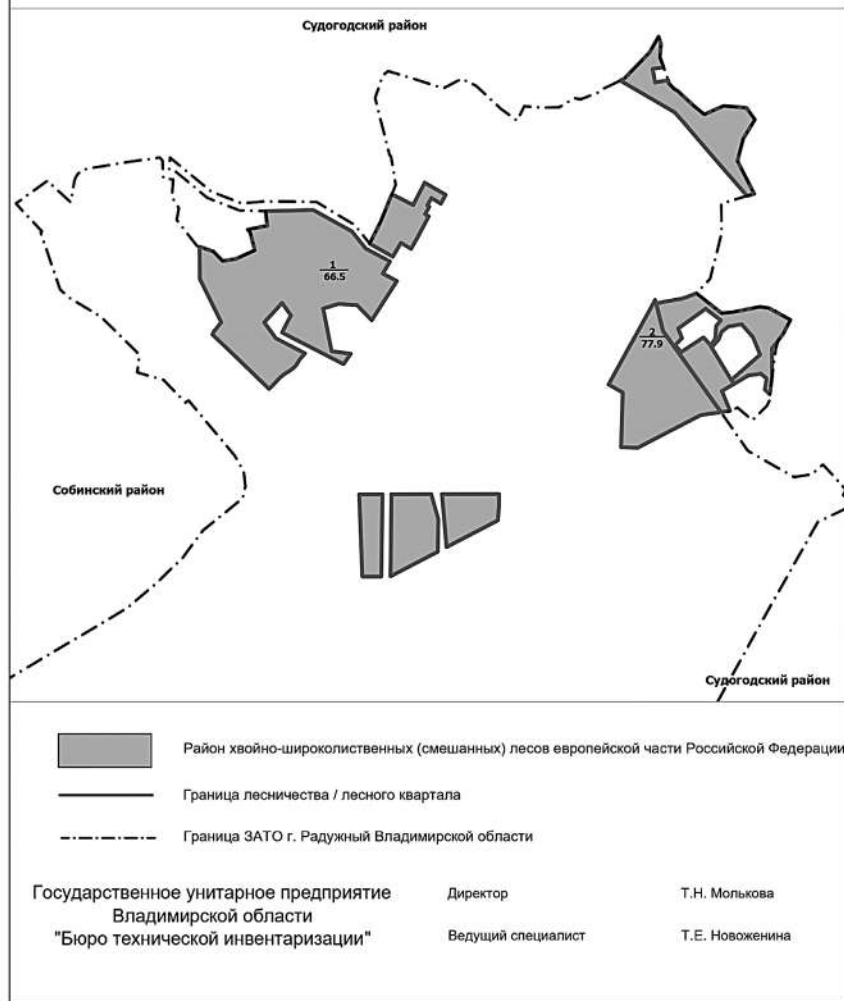 Судогодский район
1
66.5
2
77.9
Собинский район
Судогодский район
Район хвойно-широколиственных (смешанных) лесов европейской части Российской Федерации
Граница лесничества / лесного квартала
Граница ЗАТО г. Радужный Владимирской области
Государственное унитарное предприятие
Владимирской области
"Бюро технической инвентаризации"
Директор
Т.Н. Молькова
Ведущий специалист
Т.Е. Новоженина